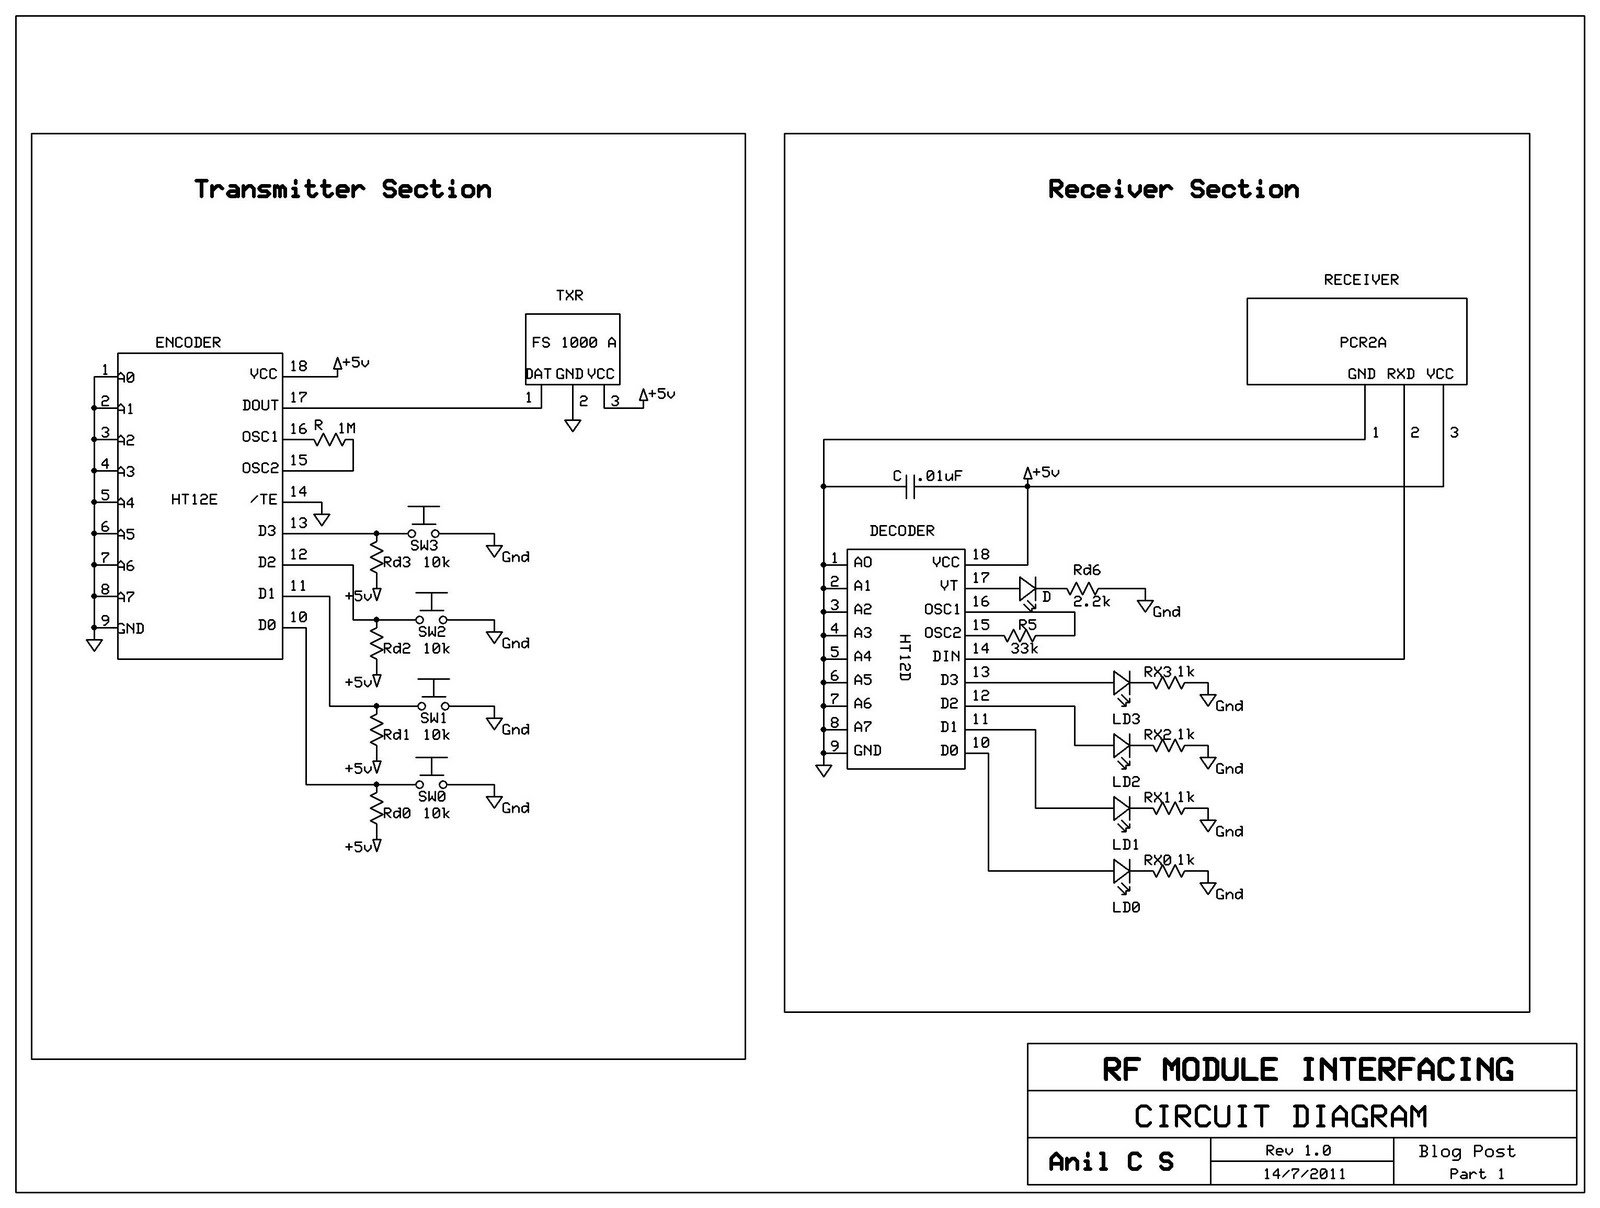 Transmitter Section
TXR
FS 1000 A
DAT GND VCC
1 2 3
+5v
ENCODER
HT12E
1 A0
2 A1
3 A2
4 A3
5 A4
6 A5
7 A6
8 A7
9 GND
VCC 18 +5v
DOUT 17
OSC1 16 R 1M
OSC2 15
/TE 14
D3 13
D2 12
D1 11
D0 10
SW3 Gnd
Rd3 10k
+5v
SW2 Gnd
Rd2 10k
+5v
SW1 Gnd
Rd1 10k
+5v
SW0 Gnd
Rd0 10k
+5v
Receiver Section
RECEIVER
PCR2A
GND RXD VCC
1 2 3
C .01uF +5v
DECODER
HT12D
1 A0
2 A1
3 A2
4 A3
5 A4
6 A5
7 A6
8 A7
9 GND
VCC 18
VT 17
OSC1 16
OSC2 15
DIN 14
D3 13
D2 12
D1 11
D0 10
Rd6
D 2.2k Gnd
R5
33k
RX3 1k
LD3 Gnd
RX2 1k
LD2 Gnd
RX1 1k
LD1 Gnd
RX0 1k
LD0 Gnd
RF MODULE INTERFACING
CIRCUIT DIAGRAM
Anil C S
Rev 1.0
14/7/2011
Blog Post
Part 1